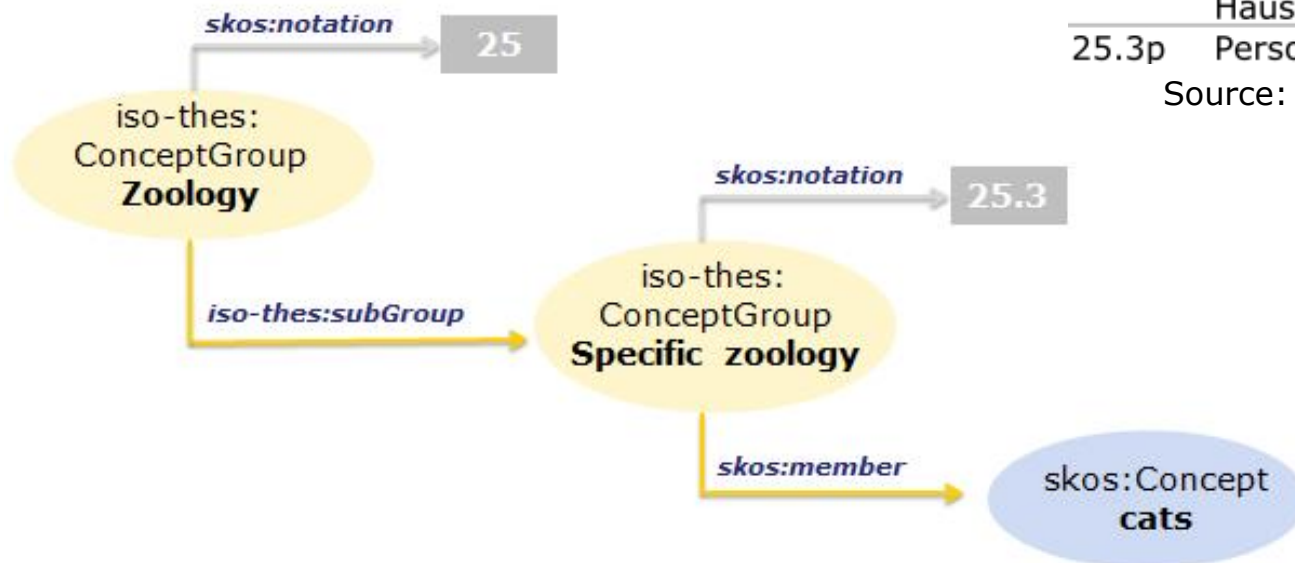 skos:notation
25
iso-thes:
ConceptGroup
Zoology
25.3p
Source:
skos:notation
25.3
iso-thes:subGroup
iso-thes:
ConceptGroup
Specific zoology
skos:member
skos:Concept
cats